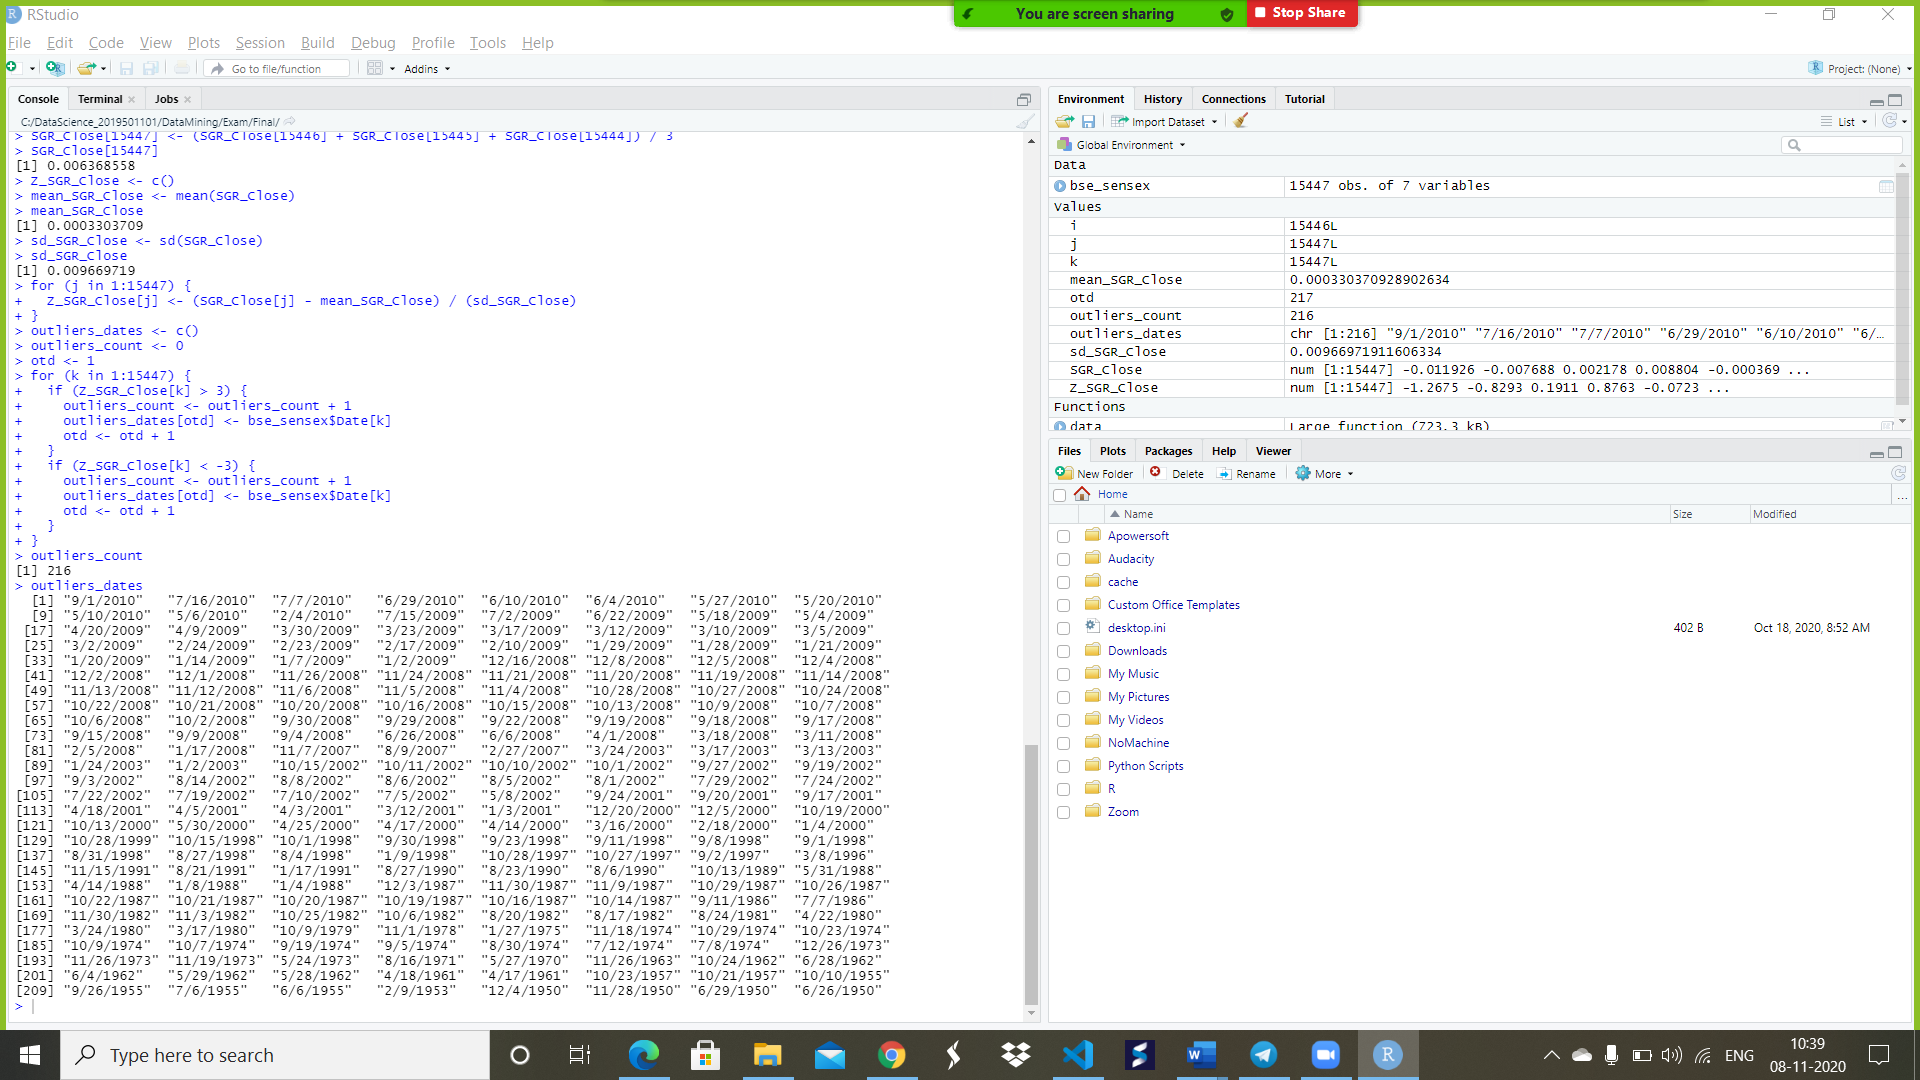 RStudio
You are screen sharing
Stop Share
File Edit Code View Plots Session Build Debug Profile Tools Help
Go to file/function Addins Project: (None)
Console Terminal Jobs
C:/DataScience_2019501101/DataMining/Exam/Final/
> SGR_Close[15447] <- (SGR_Close[15446] + SGR_Close[15445] + SGR_Close[15444]) / 3
> SGR_Close[15447]
[1] 0.006368558
> Z_SGR_Close <- c()
> mean_SGR_Close <- mean(SGR_Close)
> mean_SGR_Close
[1] 0.0003303709
> sd_SGR_Close <- sd(SGR_Close)
> sd_SGR_Close
[1] 0.009669719
> for (j in 1:15447) {
+   Z_SGR_Close[j] <- (SGR_Close[j] - mean_SGR_Close) / (sd_SGR_Close)
+ }
> outliers_dates <- c()
> outliers_count <- 0
> otd <- 1
> for (k in 1:15447) {
+   if (Z_SGR_Close[k] > 3) {
+     outliers_count <- outliers_count + 1
+     outliers_dates[otd] <- bse_sensex$Date[k]
+     otd <- otd + 1
+   }
+   if (Z_SGR_Close[k] < -3) {
+     outliers_count <- outliers_count + 1
+     outliers_dates[otd] <- bse_sensex$Date[k]
+     otd <- otd + 1
+   }
+ }
> outliers_count
[1] 216
> outliers_dates
[1] "9/1/2010" "7/16/2010" "7/7/2010" "6/29/2010" "6/10/2010" "6/4/2010" "5/27/2010" "5/20/2010"
[9] "5/10/2010" "5/6/2010" "2/4/2010" "7/15/2009" "7/2/2009" "6/22/2009" "5/18/2009" "5/4/2009"
[17] "4/20/2009" "4/9/2009" "3/30/2009" "3/23/2009" "3/17/2009" "3/12/2009" "3/10/2009" "3/5/2009"
[25] "3/2/2009" "2/24/2009" "2/23/2009" "2/17/2009" "2/10/2009" "1/29/2009" "1/28/2009" "1/21/2009"
[33] "1/20/2009" "1/14/2009" "1/7/2009" "1/2/2009" "12/16/2008" "12/8/2008" "12/5/2008" "12/4/2008"
[41] "12/2/2008" "12/1/2008" "11/26/2008" "11/24/2008" "11/21/2008" "11/20/2008" "11/19/2008" "11/14/2008"
[49] "11/13/2008" "11/12/2008" "11/6/2008" "11/5/2008" "11/4/2008" "10/28/2008" "10/27/2008" "10/24/2008"
[57] "10/22/2008" "10/21/2008" "10/20/2008" "10/16/2008" "10/15/2008" "10/13/2008" "10/9/2008" "10/7/2008"
[65] "10/6/2008" "10/2/2008" "9/30/2008" "9/29/2008" "9/22/2008" "9/19/2008" "9/18/2008" "9/17/2008"
[73] "9/15/2008" "9/9/2008" "9/4/2008" "6/26/2008" "6/6/2008" "4/1/2008" "3/18/2008" "3/11/2008"
[81] "2/5/2008" "1/17/2008" "11/7/2007" "8/9/2007" "2/27/2007" "3/24/2003" "3/17/2003" "3/13/2003"
[89] "1/24/2003" "1/2/2003" "10/15/2002" "10/11/2002" "10/10/2002" "10/1/2002" "9/27/2002" "9/19/2002"
[97] "9/3/2002" "8/14/2002" "8/8/2002" "8/6/2002" "8/5/2002" "8/1/2002" "7/29/2002" "7/24/2002"
[105] "7/22/2002" "7/19/2002" "7/10/2002" "7/5/2002" "5/8/2002" "9/24/2001" "9/20/2001" "9/17/2001"
[113] "4/18/2001" "4/5/2001" "4/3/2001" "3/12/2001" "1/3/2001" "12/20/2000" "12/5/2000" "10/19/2000"
[121] "10/13/2000" "5/30/2000" "4/25/2000" "4/17/2000" "4/14/2000" "3/16/2000" "2/18/2000" "1/4/2000"
[129] "10/28/1999" "10/15/1998" "10/1/1998" "9/30/1998" "9/23/1998" "9/11/1998" "9/8/1998" "9/1/1998"
[137] "8/31/1998" "8/27/1998" "8/4/1998" "1/9/1998" "10/28/1997" "10/27/1997" "9/2/1997" "3/8/1996"
[145] "11/15/1991" "8/21/1991" "1/17/1991" "8/27/1990" "8/23/1990" "8/6/1990" "10/13/1989" "5/31/1988"
[153] "4/14/1988" "1/8/1988" "1/4/1988" "12/3/1987" "11/30/1987" "11/9/1987" "10/29/1987" "10/26/1987"
[161] "10/22/1987" "10/21/1987" "10/20/1987" "10/19/1987" "10/16/1987" "10/14/1987" "9/11/1986" "7/7/1986"
[169] "11/30/1982" "11/3/1982" "10/25/1982" "10/6/1982" "8/20/1982" "8/17/1982" "8/24/1981" "4/22/1980"
[177] "3/24/1980" "3/17/1980" "10/9/1979" "11/1/1978" "1/27/1975" "11/18/1974" "10/29/1974" "10/23/1974"
[185] "10/9/1974" "10/7/1974" "9/19/1974" "9/5/1974" "8/30/1974" "7/12/1974" "7/8/1974" "12/26/1973"
[193] "11/26/1973" "11/19/1973" "5/24/1973" "8/16/1971" "5/27/1970" "11/26/1963" "10/24/1962" "6/28/1962"
[201] "6/4/1962" "5/29/1962" "5/28/1962" "4/18/1961" "4/17/1961" "10/23/1957" "10/21/1957" "10/10/1955"
[209] "9/26/1955" "7/6/1955" "6/6/1955" "2/9/1953" "12/4/1950" "11/28/1950" "6/29/1950" "6/26/1950"
>
Environment History Connections Tutorial
Import Dataset List
Global Environment
Data
bse_sensex 15447 obs. of 7 variables
Values
i 15446L
j 15447L
k 15447L
mean_SGR_Close 0.000330370928902634
otd 217
outliers_count 216
outliers_dates chr [1:216] "9/1/2010" "7/16/2010" "7/7/2010" "6/29/2010" "6/10/2010" "6/…
sd_SGR_Close 0.00966971911606334
SGR_Close num [1:15447] -0.011926 -0.007688 0.002178 0.008804 -0.000369 ...
Z_SGR_Close num [1:15447] -1.2675 -0.8293 0.1911 0.8763 -0.0723 ...
Functions
data Large function (723.3 kB)
Files Plots Packages Help Viewer
New Folder Delete Rename More
Home ...
Name Size Modified
Apowersoft
Audacity
cache
Custom Office Templates
desktop.ini 402 B Oct 18, 2020, 8:52 AM
Downloads
My Music
My Pictures
My Videos
NoMachine
Python Scripts
R
Zoom
Type here to search
ENG
10:39
08-11-2020